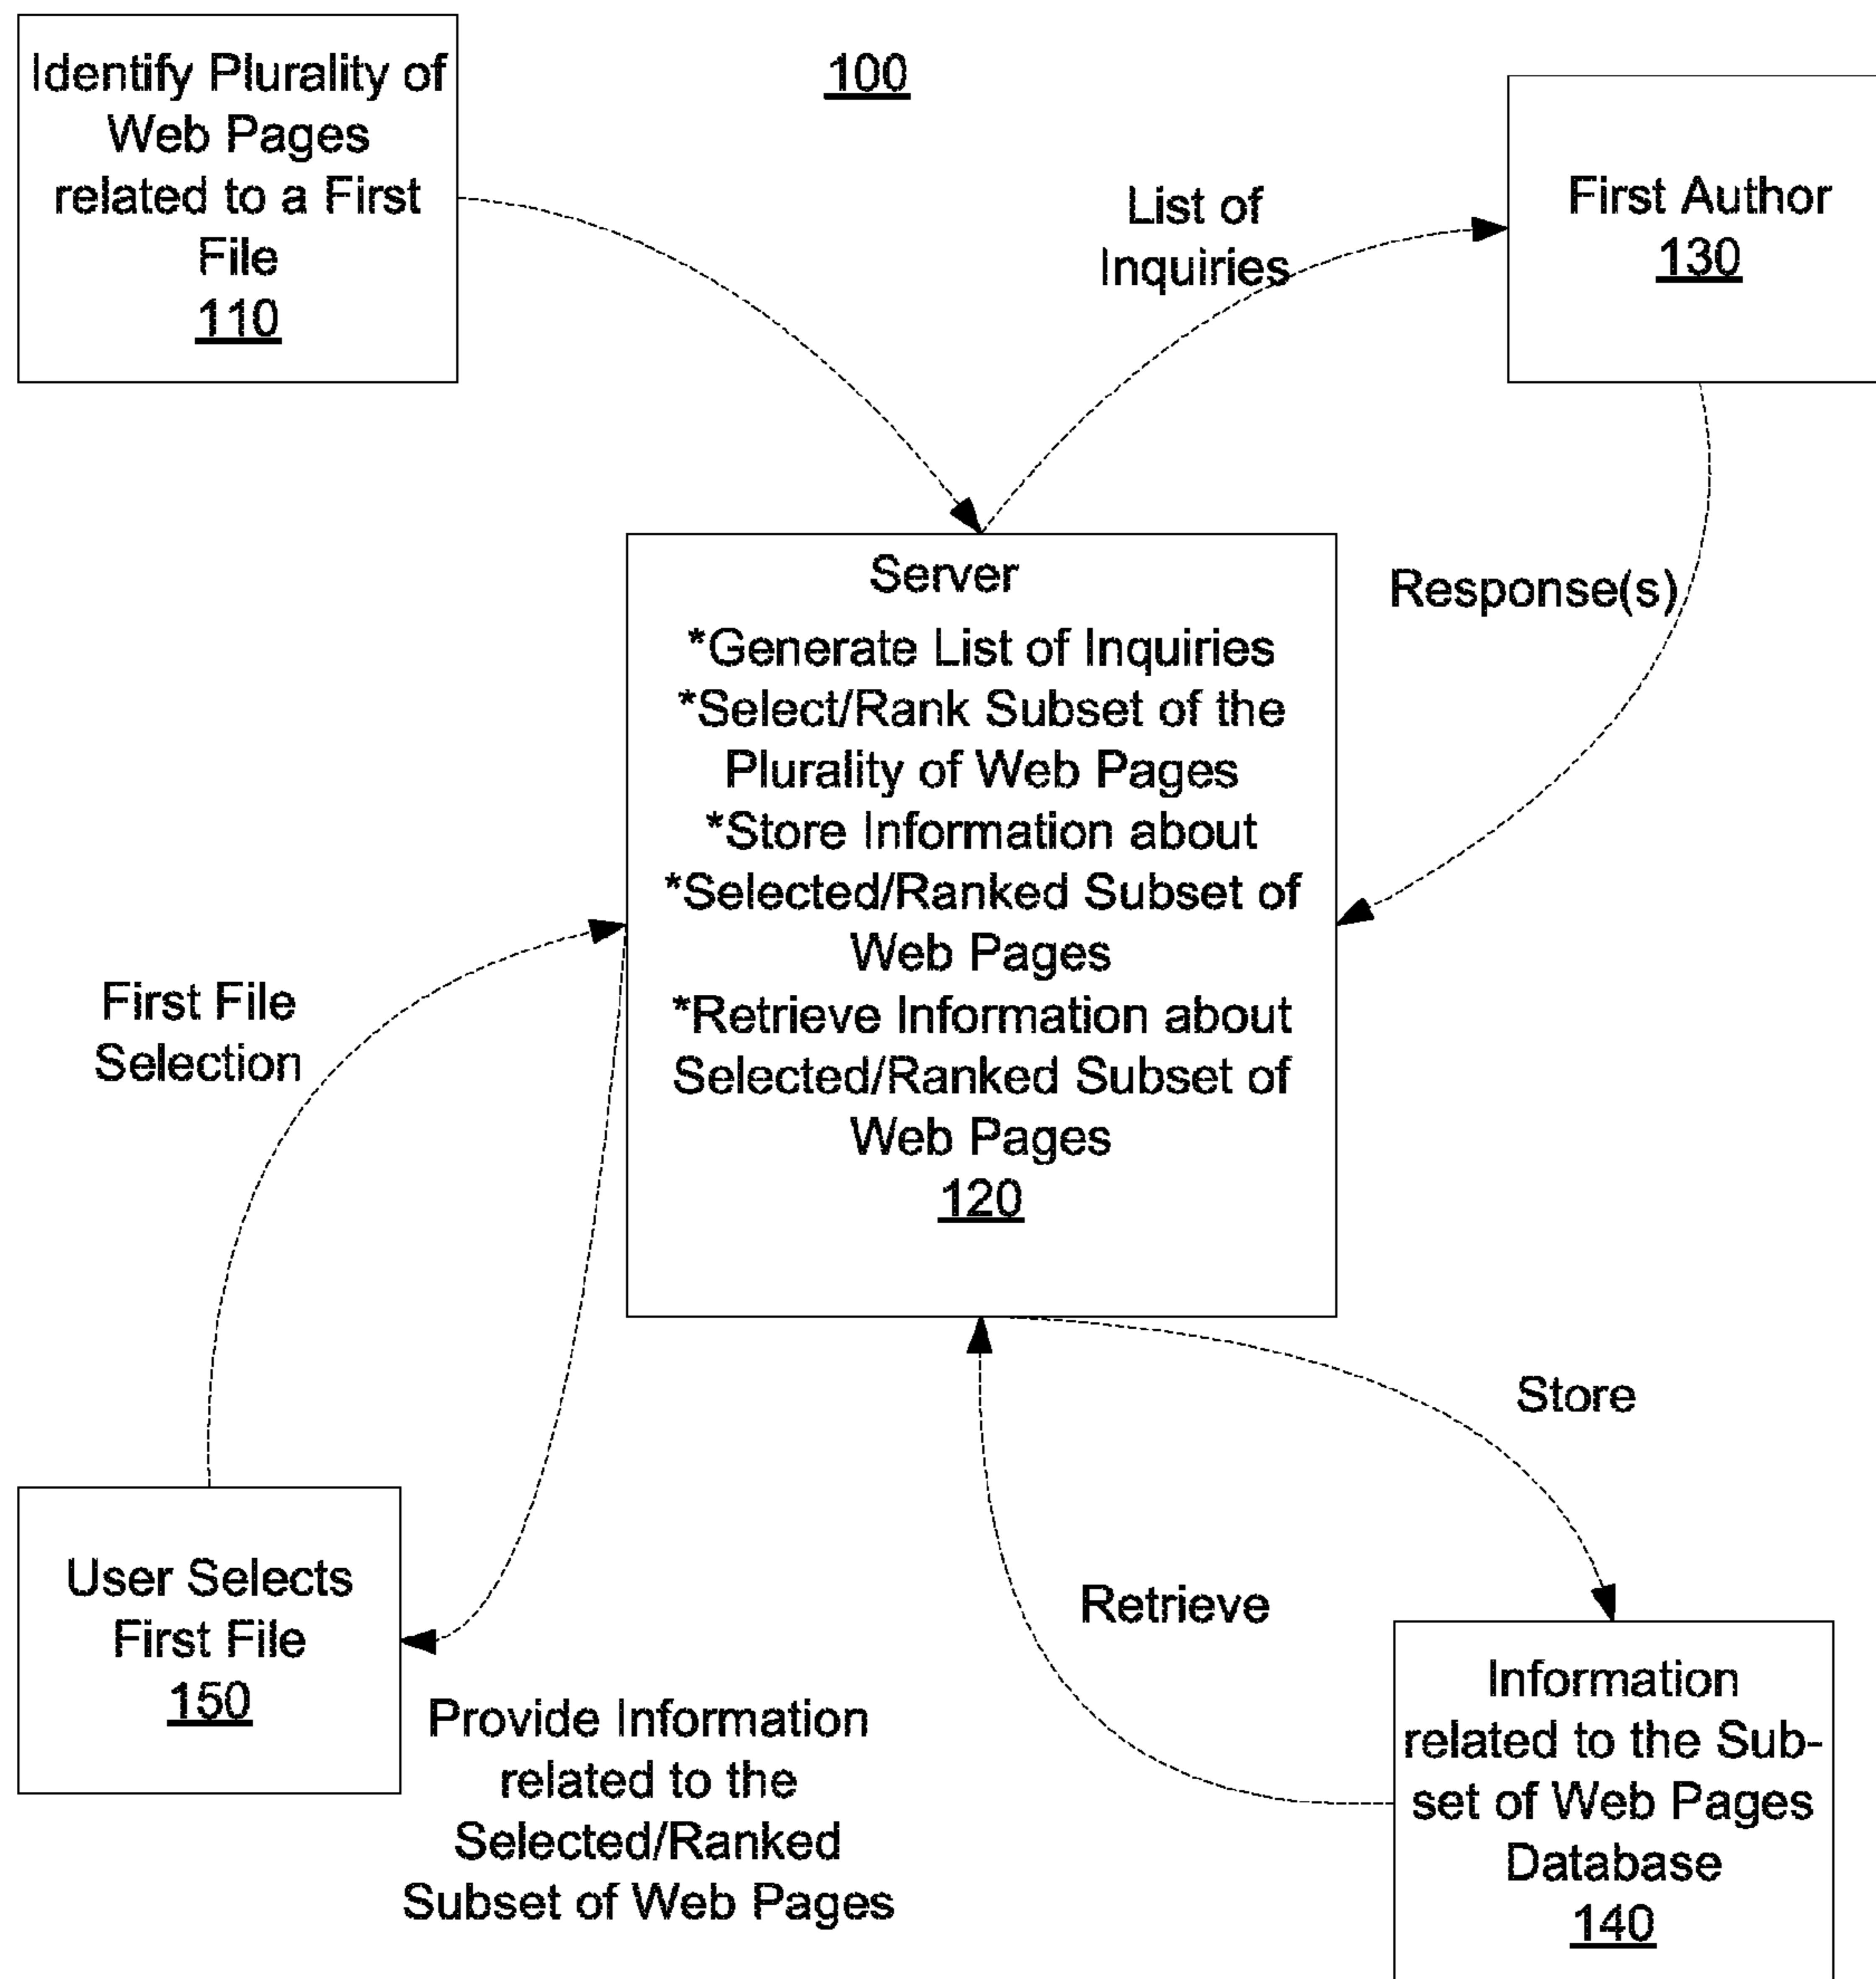 Identify Plurality of
Web Pages
related to a First
File
110
100
List of
Inquiries
First Author
130
Response(s)
Server
*Generate List of Inquiries
*Select/Rank Subset of the
Plurality of Web Pages
*Store Information about
*Selected/Ranked Subset of
Web Pages
*Retrieve Information about
Selected/Ranked Subset of
Web Pages
120
First File
Selection
Store
Retrieve
User Selects
First File
150
Provide Information
related to the
Selected/Ranked
Subset of Web Pages
Information
related to the Sub-
set of Web Pages
Database
140